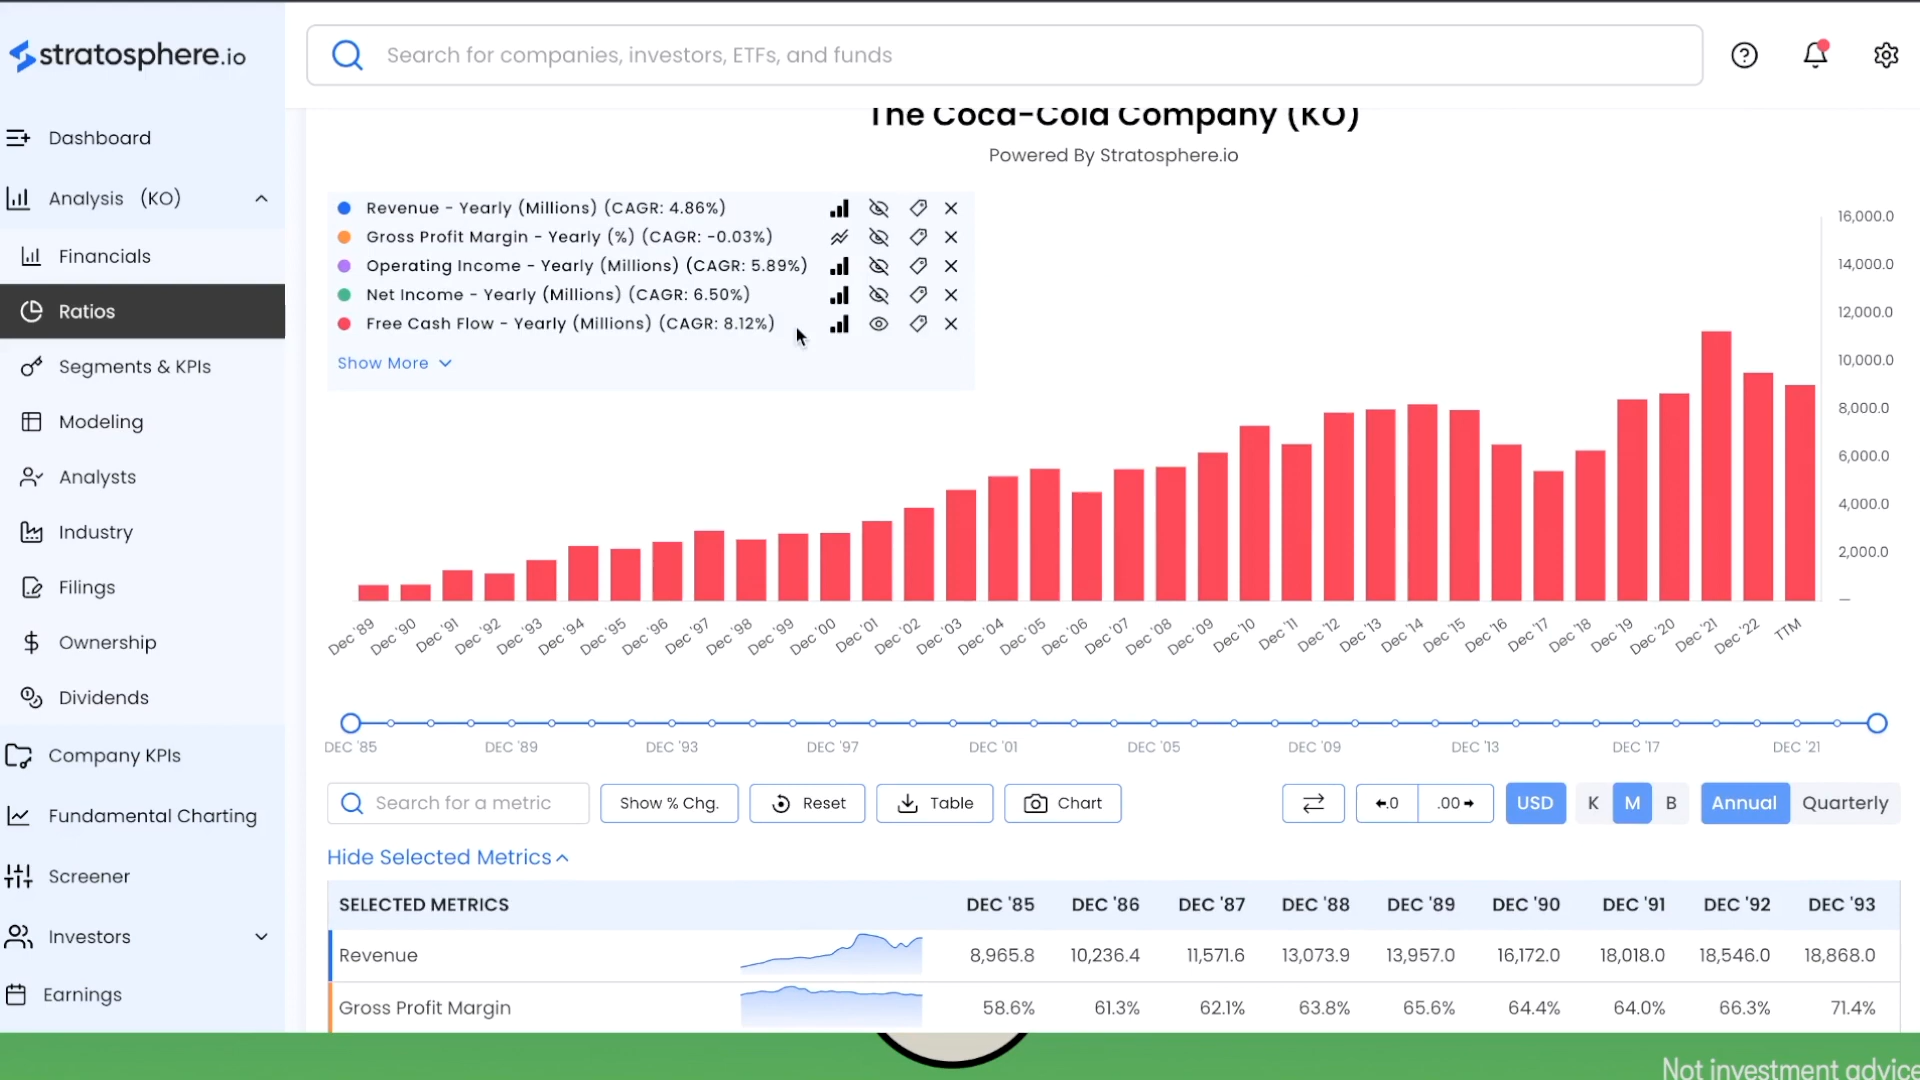 stratosphere.io
Search for companies, investors, ETFs, and funds
Dashboard
Analysis (KO)
Financials
Ratios
Segments & KPIs
Modeling
Analysts
Industry
Filings
Ownership
Dividends
Company KPIs
Fundamental Charting
Screener
Investors
Earnings
The Coca-Cola Company (KO)
Powered By Stratosphere.io
Revenue - Yearly (Millions) (CAGR: 4.86%)
Gross Profit Margin - Yearly (%) (CAGR: -0.03%)
Operating Income - Yearly (Millions) (CAGR: 5.89%)
Net Income - Yearly (Millions) (CAGR: 6.50%)
Free Cash Flow - Yearly (Millions) (CAGR: 8.12%)
Show More
16,000.0
14,000.0
12,000.0
10,000.0
8,000.0
6,000.0
4,000.0
2,000.0
Dec '89 Dec '90 Dec '91 Dec '92 Dec '93 Dec '94 Dec '95 Dec '96 Dec '97 Dec '98 Dec '99 Dec '00 Dec '01 Dec '02 Dec '03 Dec '04 Dec '05 Dec '06 Dec '07 Dec '08 Dec '09 Dec '10 Dec '11 Dec '12 Dec '13 Dec '14 Dec '15 Dec '16 Dec '17 Dec '18 Dec '19 Dec '20 Dec '21 Dec '22 TTM
DEC '85 DEC '89 DEC '93 DEC '97 DEC '01 DEC '05 DEC '09 DEC '13 DEC '17 DEC '21
Search for a metric Show % Chg. Reset Table Chart .0 .00 USD K M B Annual Quarterly
Hide Selected Metrics
SELECTED METRICS DEC '85 DEC '86 DEC '87 DEC '88 DEC '89 DEC '90 DEC '91 DEC '92 DEC '93
Revenue 8,965.8 10,236.4 11,571.6 13,073.9 13,957.0 16,172.0 18,018.0 18,546.0 18,868.0
Gross Profit Margin 58.6% 61.3% 62.1% 63.8% 65.6% 64.4% 64.0% 66.3% 71.4%
Not investment advice